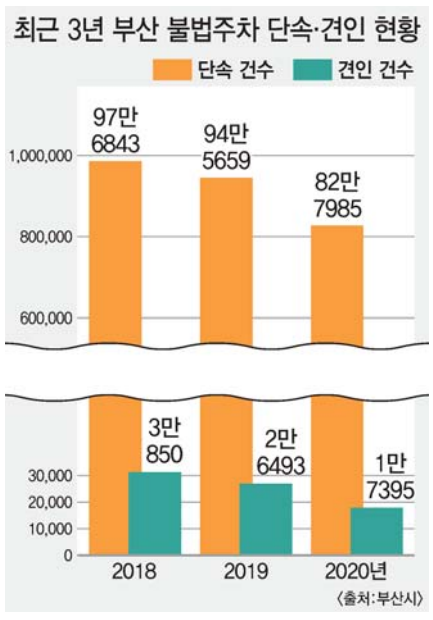 최근 3년 부산 불법주차 단속·견인 현황
단속 건수 견인 건수
97만
6843
94만
5659
82만
7985
1,000,000
800,000
600,000
3만
850
2만
6493
1만
7395
30,000
20,000
10,000
0
2018 2019 2020년
〈출처:부산시〉